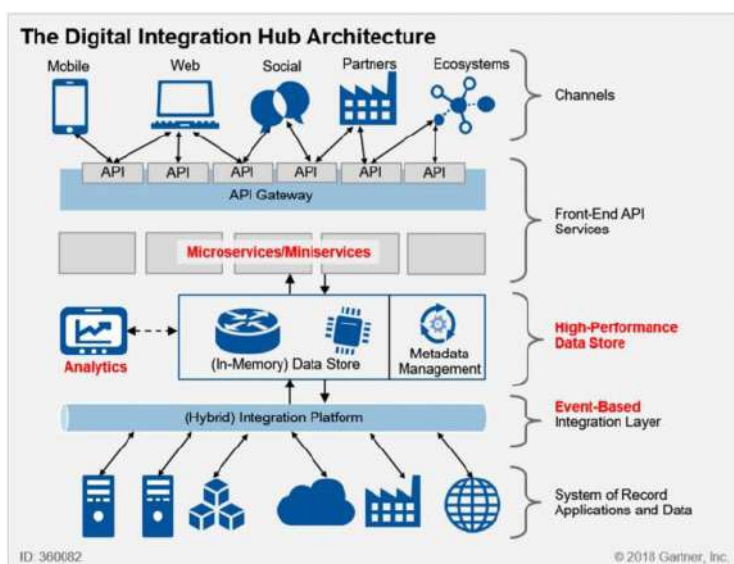 The Digital Integration Hub Architecture
Mobile
Web
Social
Partners
Ecosystems
Channels
API
API
API
API
API
API
API Gateway
Front-End API
Services
Microservices/Miniservices
Analytics
(In-Memory) Data Store
Metadata
Management
High-Performance
Data Store
(Hybrid) Integration Platform
Event-Based
Integration Layer
System of Record
Applications and Data
ID: 360082
© 2018 Gartner, Inc.